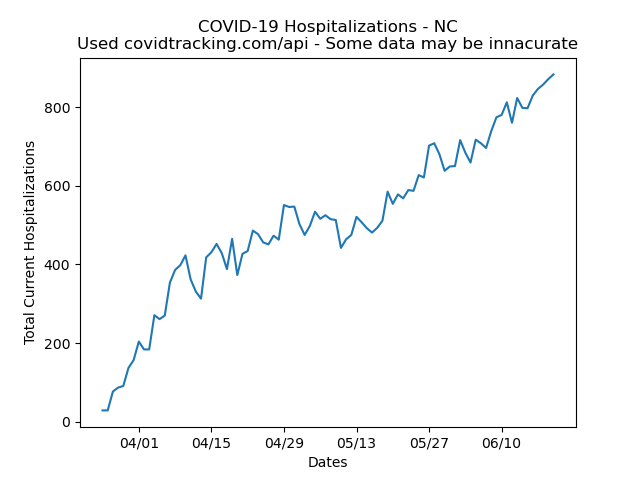 COVID-19 Hospitalizations - NC
Used covidtracking.com/api - Some data may be innacurate
Total Current Hospitalizations
800
600
400
200
0
04/01
04/15
04/29
05/13
05/27
06/10
Dates